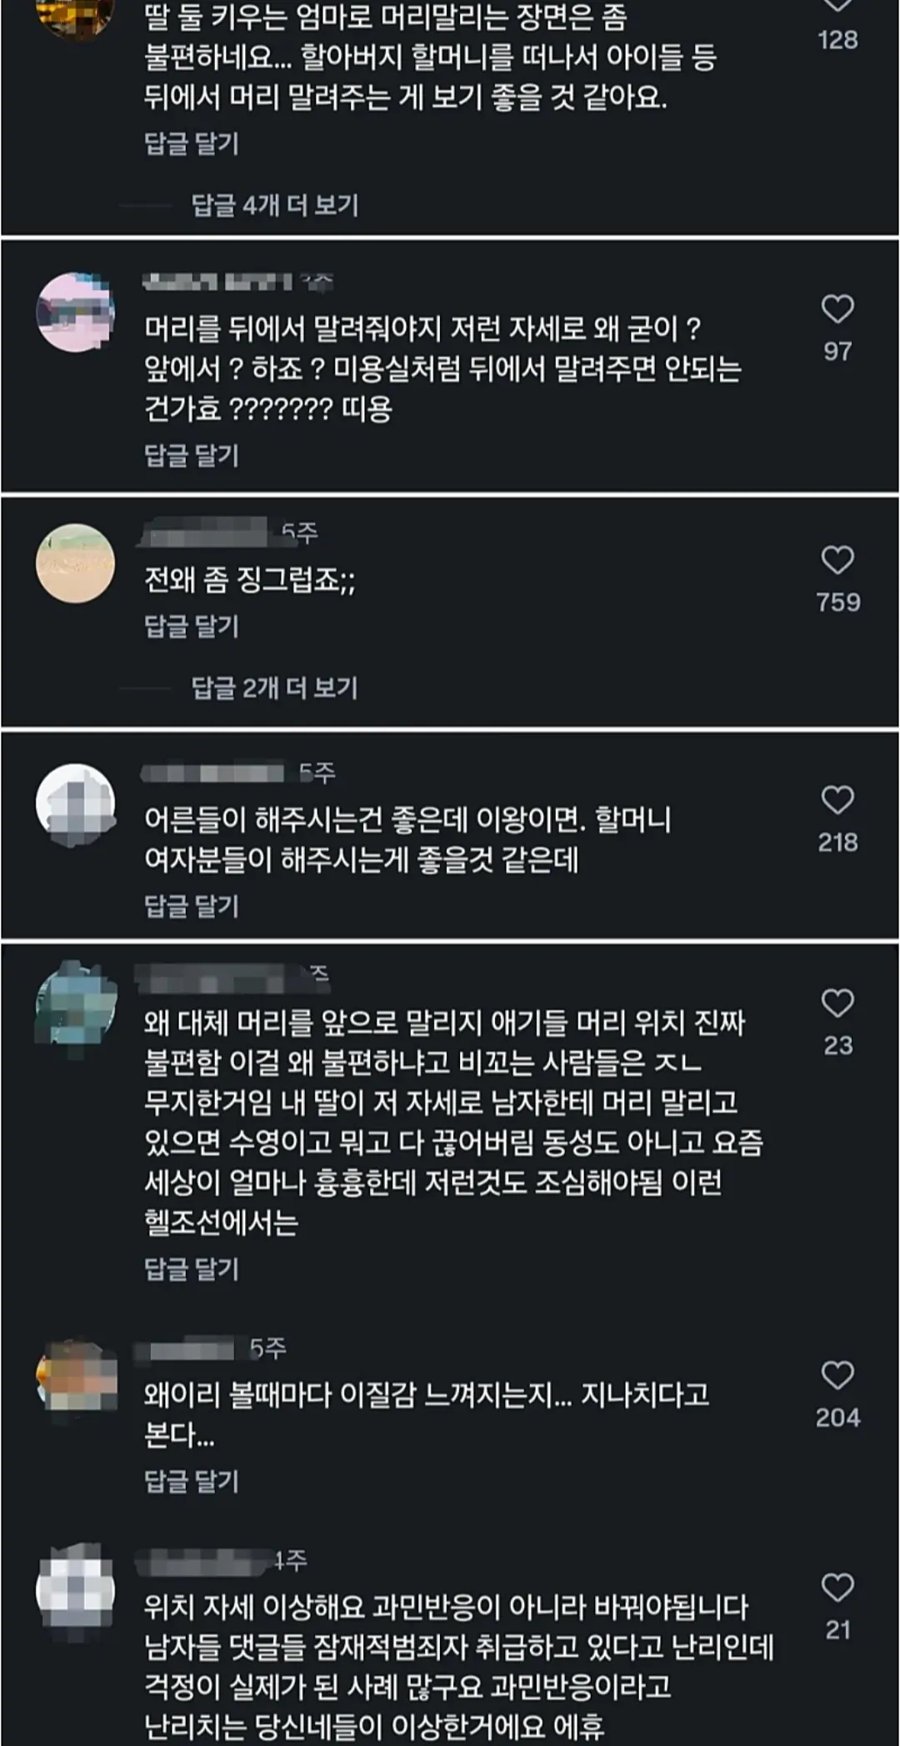 딸 둘 키우는 엄마로 머리말리는 장면은 좀
불편하네요... 할아버지 할머니를 떠나서 아이들 등
뒤에서 머리 말려주는 게 보기 좋을 것 같아요.
128
답글 달기
답글 4개 더 보기
머리를 뒤에서 말려줘야지 저런 자세로 왜 굳이 ?
앞에서 ? 하죠 ? 미용실처럼 뒤에서 말려주면 안되는
건가효 ??????? 띠용
97
답글 달기
5주
전왜 좀 징그럽죠;;
759
답글 달기
답글 2개 더 보기
5주
어른들이 해주시는건 좋은데 이왕이면. 할머니
여자분들이 해주시는게 좋을것 같은데
218
답글 달기
주
왜 대체 머리를 앞으로 말리지 얘기들 머리 위치 진짜
불편함 이걸 왜 불편하냐고 비꼬는 사람들은 ㅈㄴ
무지한거임 내 딸이 저 자세로 남자한테 머리 말리고
있으면 수영이고 뭐고 다 끊어버림 동성도 아니고 요즘
세상이 얼마나 흉흉한데 저런것도 조심해야됨 이런
헬조선에서는
23
답글 달기
5주
왜이리 볼때마다 이질감 느껴지는지... 지나치다고
본다...
204
답글 달기
4주
위치 자세 이상해요 과민반응이 아니라 바꿔야됩니다
남자들 댓글들 잠재적범죄자 취급하고 있다고 난리인데
걱정이 실제가 된 사례 많구요 과민반응이라고
난리치는 당신네들이 이상한거에요 에휴
21